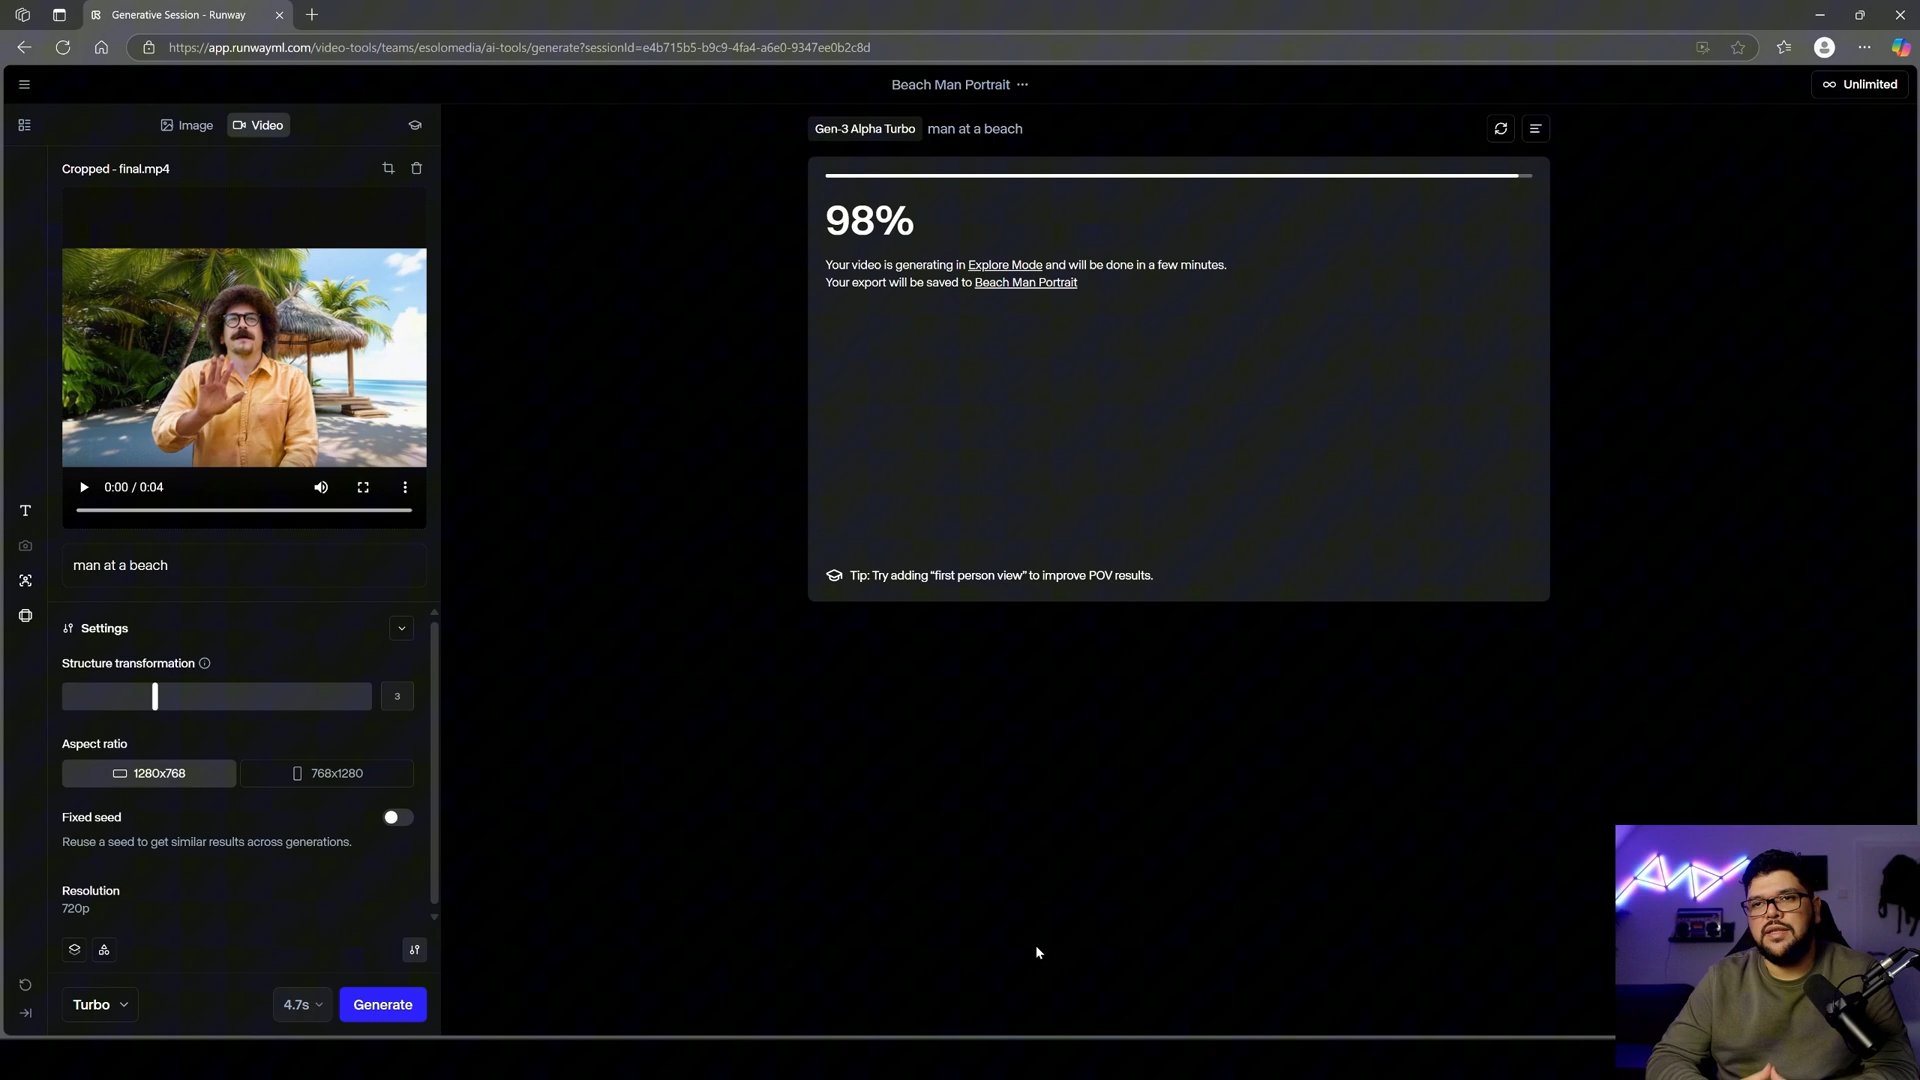 Generative Session - Runway
https://app.runwayml.com/video-tools/teams/esolomedia/ai-tools/generate?sessionId=e4b715b5-b9c9-4fa4-a6e0-9347ee0b2c8d
Beach Man Portrait ...
Unlimited
Image
Video
Gen-3 Alpha Turbo man at a beach
Cropped - final.mp4
98%
Your video is generating in Explore Mode and will be done in a few minutes.
Your export will be saved to Beach Man Portrait
0:00 / 0:04
man at a beach
Tip: Try adding “first person view” to improve POV results.
Settings
Structure transformation
3
Aspect ratio
1280x768
768x1280
Fixed seed
Reuse a seed to get similar results across generations.
Resolution
720p
Turbo
4.7s
Generate